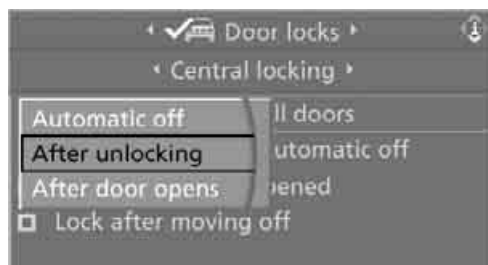 Door locks
Central locking
Automatic off
ll doors
After unlocking
utomatic off
After door opens
ened
Lock after moving off